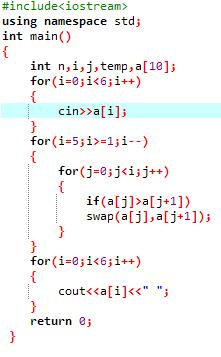 #include<iostream>
using namespace std;
int main()
{
    int n,i,j,temp,a[10];
    for(i=0;i<6;i++)
    {
        cin>>a[i];
    }
    for(i=5;i>=1;i--)
    {
        for(j=0;j<i;j++)
        {
            if(a[j]>a[j+1])
            swap(a[j],a[j+1]);
        }
    }
    for(i=0;i<6;i++)
    {
        cout<<a[i]<<" ";
    }
    return 0;
}